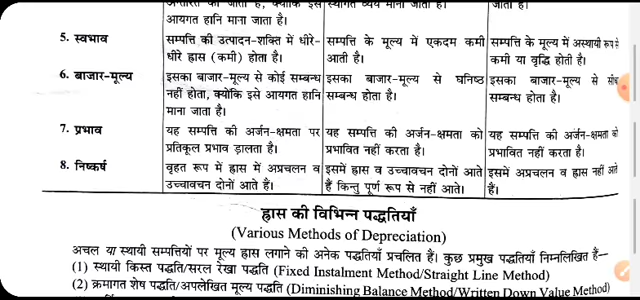 अन्तरित की जाती है, क्योंकि इसे स्थगित व्यय माना जाता है। जाता है।
आयगत हानि माना जाता है।
5. स्वभाव सम्पत्ति की उत्पादन-शक्ति में धीरे- सम्पत्ति के मूल्य में एकदम कमी सम्पत्ति के मूल्य में अस्थायी रूप से
धीरे ह्रास (कमी) होता है। आती है। कमी या वृद्धि होती है।
6. बाजार-मूल्य इसका बाजार-मूल्य से कोई सम्बन्ध इसका बाजार-मूल्य से घनिष्ठ इसका बाजार-मूल्य से
नहीं होता, क्योंकि इसे आयगत हानि सम्बन्ध होता है। सम्बन्ध होता है।
माना जाता है।
7. प्रभाव यह सम्पत्ति की अर्जन-क्षमता पर यह सम्पत्ति की अर्जन-क्षमता को यह सम्पत्ति की अर्जन-क्षमता को
प्रतिकूल प्रभाव ड़ालता है। प्रभावित नहीं करता है। प्रभावित नहीं करता है।
8. निष्कर्ष वृहत रूप में ह्रास में अप्रचलन व इसमें ह्रास व उच्चावचन दोनों आते इसमें अप्रचलन व ह्रास नहीं आते
उच्चावचन दोनों आते हैं। हैं किन्तु पूर्ण रूप से नहीं आते। हैं।
ह्रास की विभिन्न पद्धतियाँ
(Various Methods of Depreciation)
अचल या स्थायी सम्पत्तियों पर मूल्य ह्रास लगाने की अनेक पद्धतियाँ प्रचलित हैं। कुछ प्रमुख पद्धतियाँ निम्नलिखित हैं—
(1) स्थायी किस्त पद्धति/सरल रेखा पद्धति (Fixed Instalment Method/Straight Line Method)
(2) क्रमागत शेष पद्धति/अपलेखित मूल्य पद्धति (Diminishing Balance Method/Written Down Value Method)